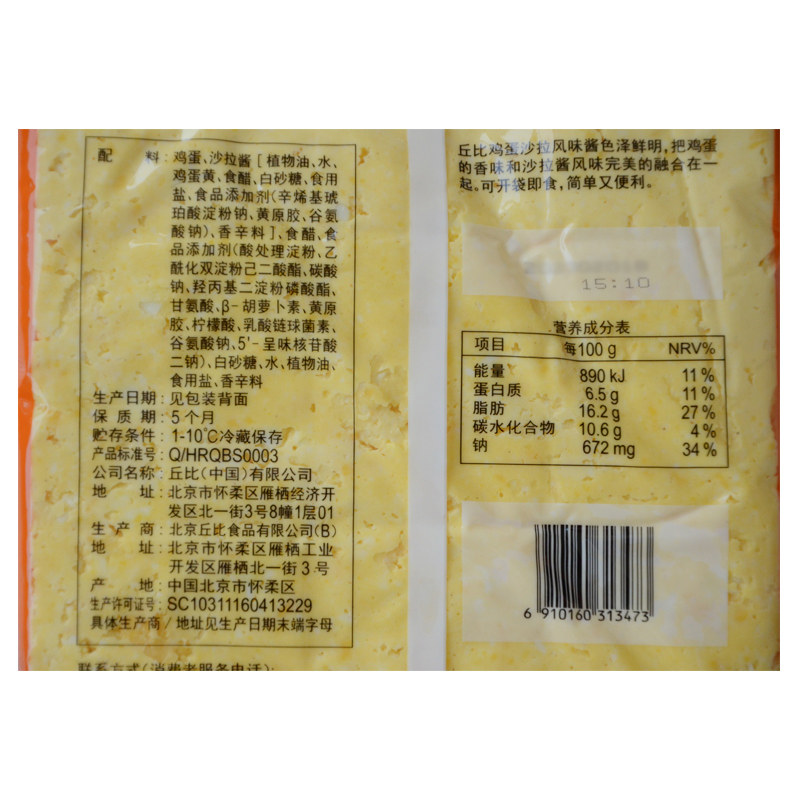 配 料：鸡蛋、沙拉酱［植物油、水、
鸡蛋黄、食醋、白砂糖、食用
盐、食品添加剂（辛烯基琥
珀酸淀粉钠、黄原胶、谷氨
酸钠）、香辛料］、食醋、食
品添加剂（酸处理淀粉、乙
酰化双淀粉己二酸酯、碳酸
钠、羟丙基二淀粉磷酸酯、
甘氨酸、β-胡萝卜素、黄原
胶、柠檬酸、乳酸链球菌素、
谷氨酸钠、5'-呈味核苷酸
二钠）、白砂糖、水、植物油、
食用盐、香辛料
生产日期：见包装背面
保 质 期：5个月
贮存条件：1-10℃冷藏保存
产品标准号：Q/HRQBS0003
公司名称：丘比（中国）有限公司
地 址：北京市怀柔区雁栖经济开
发区北一街3号8幢1层01
生 产 商：北京丘比食品有限公司（B）
地 址：北京市怀柔区雁栖工业
开发区雁栖北一街3号
产 地：中国北京市怀柔区
生产许可证号：SC10311160413229
具体生产商/地址见生产日期末端字母
联系方式（消费者服务电话）：
丘比鸡蛋沙拉风味酱色泽鲜明，把鸡蛋
的香味和沙拉酱风味完美的融合在一
起。可开袋即食，简单又便利。
15:10
营养成分表
项目 每100 g NRV%
能量 890 kJ 11%
蛋白质 6.5 g 11%
脂肪 16.2 g 27%
碳水化合物 10.6 g 4%
钠 672 mg 34%
6 910160 313473